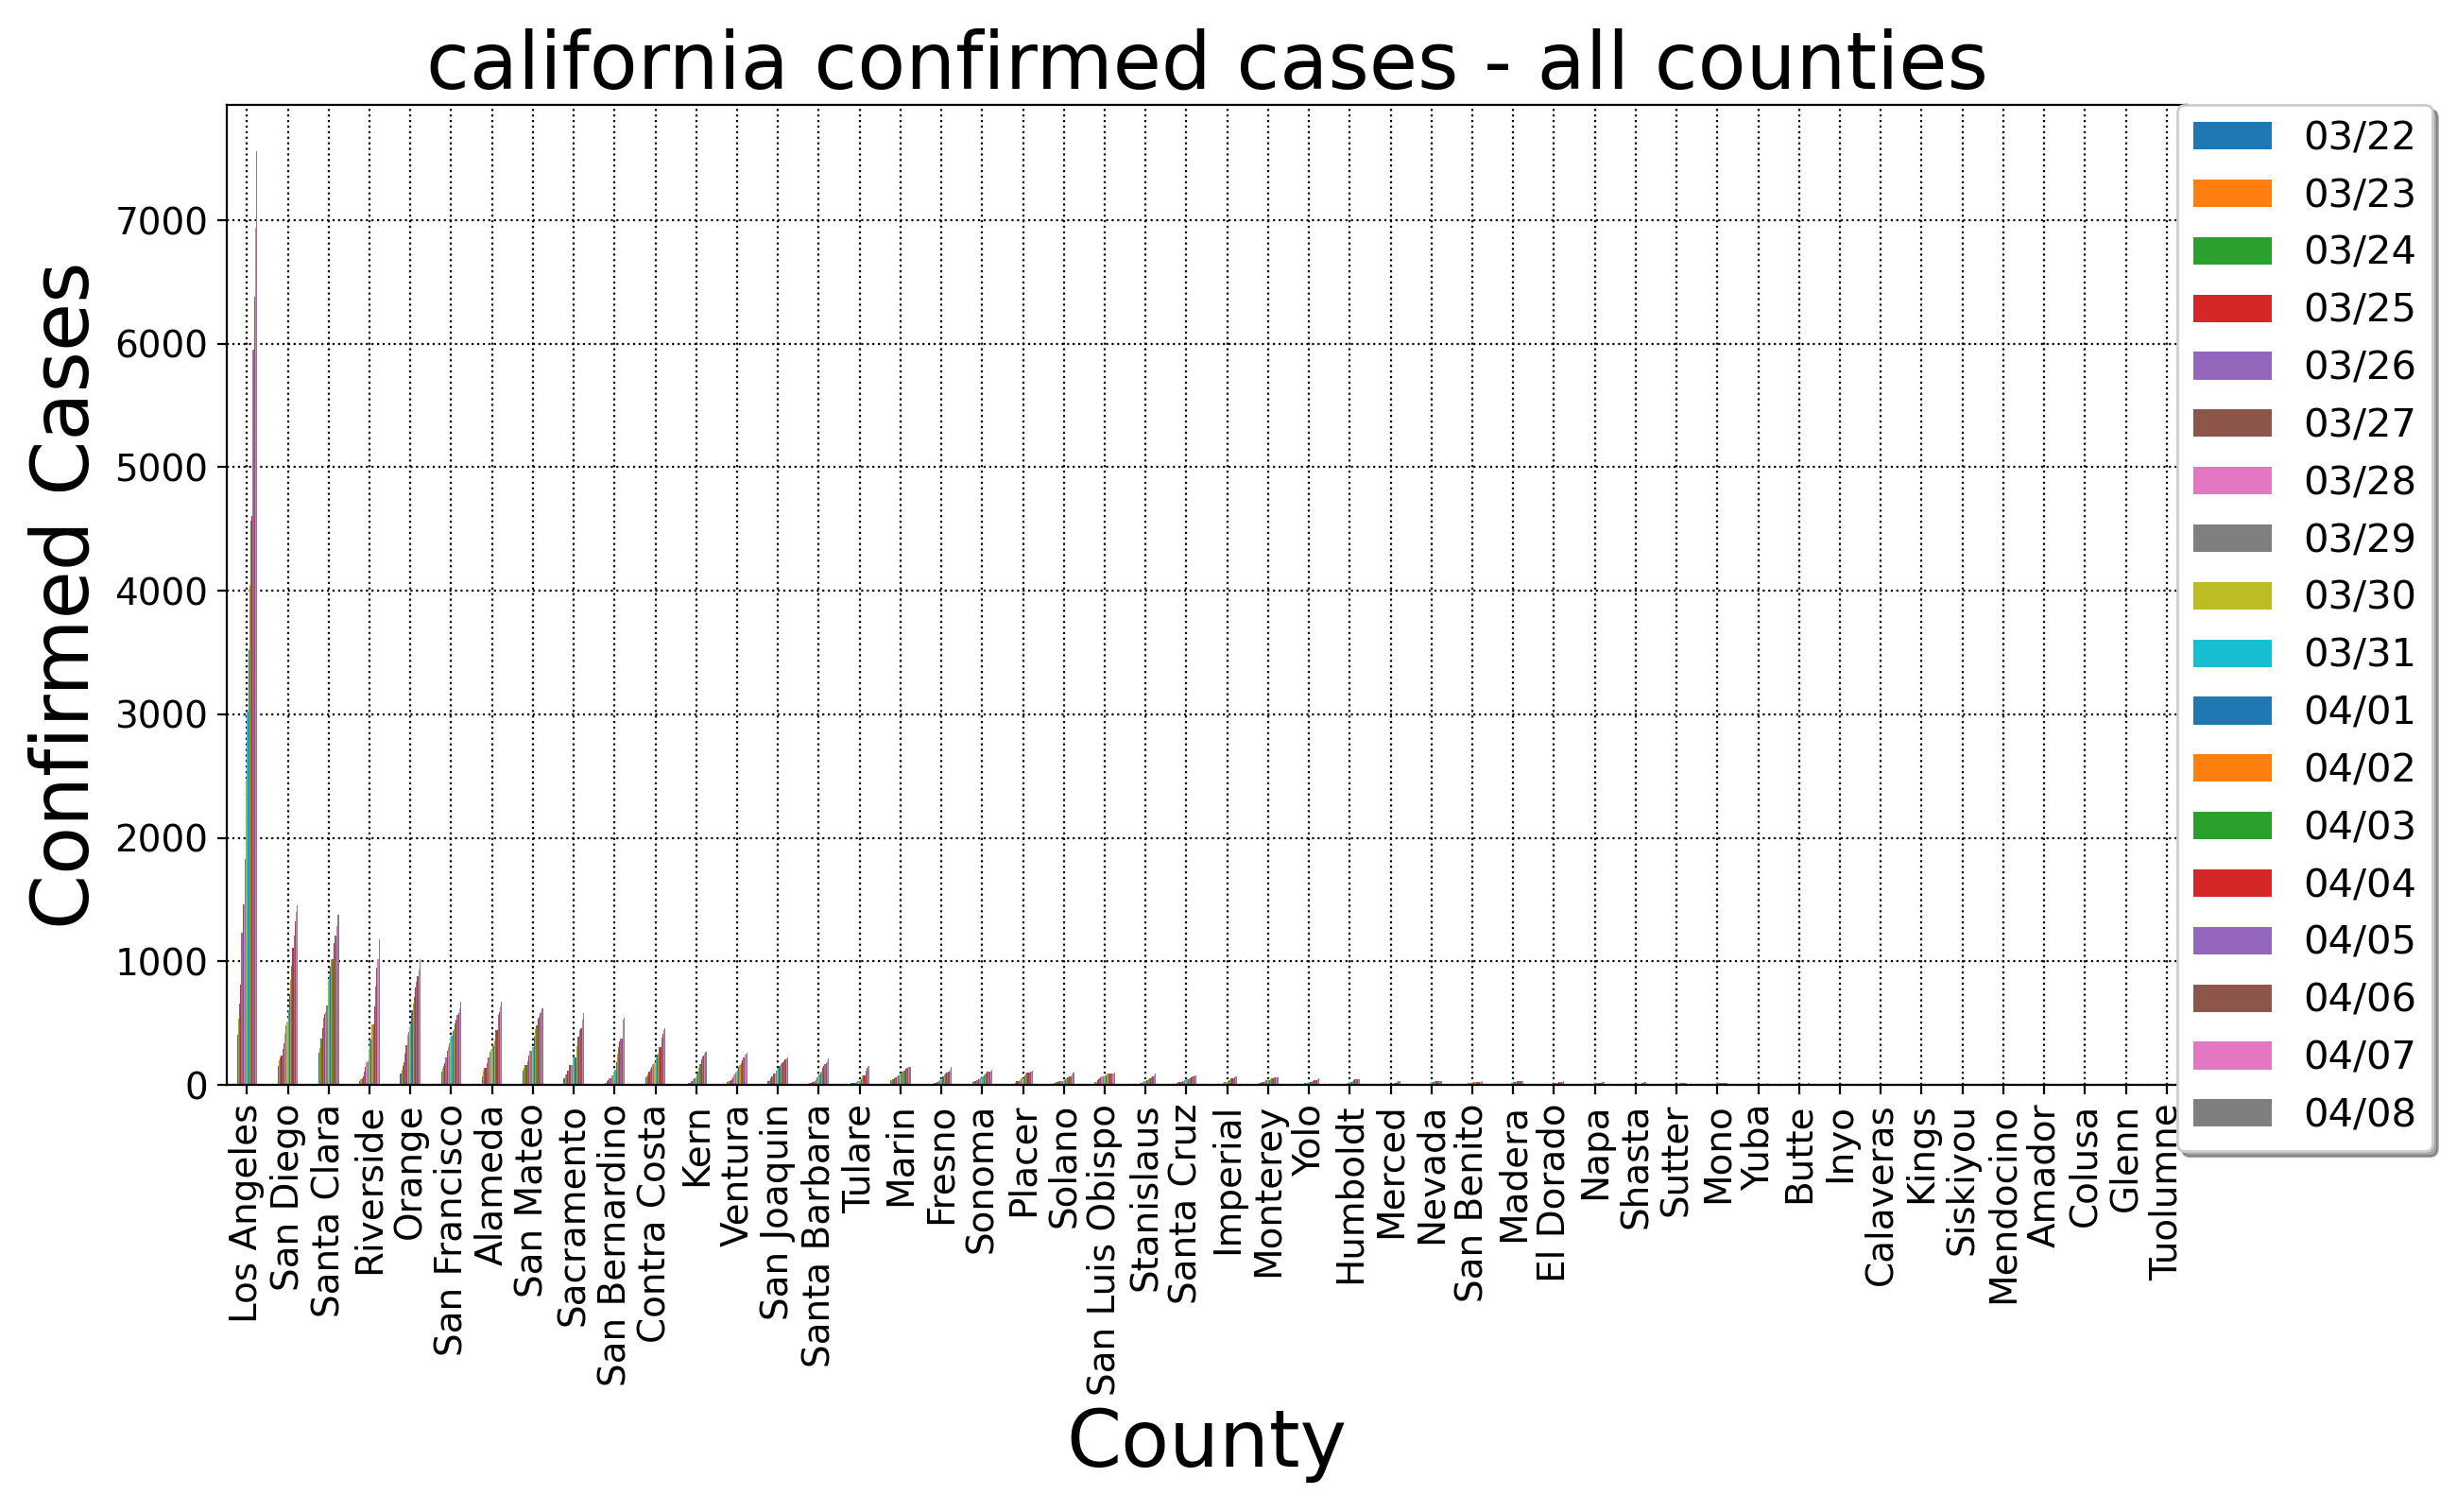 california confirmed cases - all counties
Confirmed Cases
7000
6000
5000
4000
3000
2000
1000
0
Los Angeles
San Diego
Santa Clara
Riverside
Orange
San Francisco
Alameda
San Mateo
Sacramento
San Bernardino
Contra Costa
Kern
Ventura
San Joaquin
Santa Barbara
Tulare
Marin
Fresno
Sonoma
Placer
Solano
San Luis Obispo
Stanislaus
Santa Cruz
Imperial
Monterey
Yolo
Humboldt
Merced
Nevada
San Benito
Madera
El Dorado
Napa
Shasta
Sutter
Mono
Yuba
Butte
Inyo
Calaveras
Kings
Siskiyou
Mendocino
Amador
Colusa
Glenn
Tuolumne
County
03/22
03/23
03/24
03/25
03/26
03/27
03/28
03/29
03/30
03/31
04/01
04/02
04/03
04/04
04/05
04/06
04/07
04/08